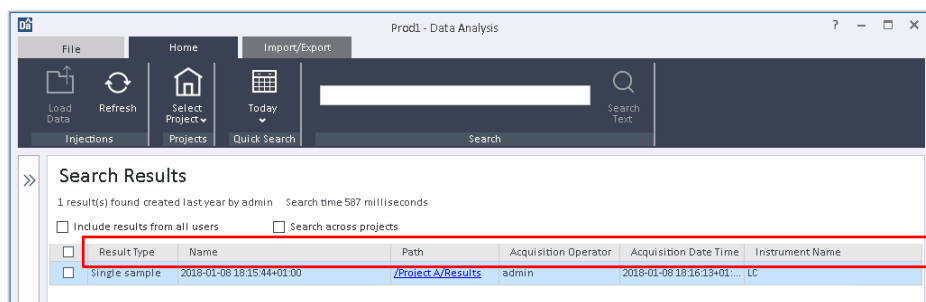 Da
Prod1 - Data Analysis
?
File
Home
Import/Export
Load Data
Refresh
Select Project
Today
Search Text
Injections
Projects
Quick Search
Search
Search Results
1 result(s) found created last year by admin Search time 587 milliseconds
Include results from all users Search across projects
Result Type Name Path Acquisition Operator Acquisition Date Time Instrument Name
Single sample 2018-01-08 18:15:44+01:00 /Project A/Results admin 2018-01-08 18:16:13+01:... LC